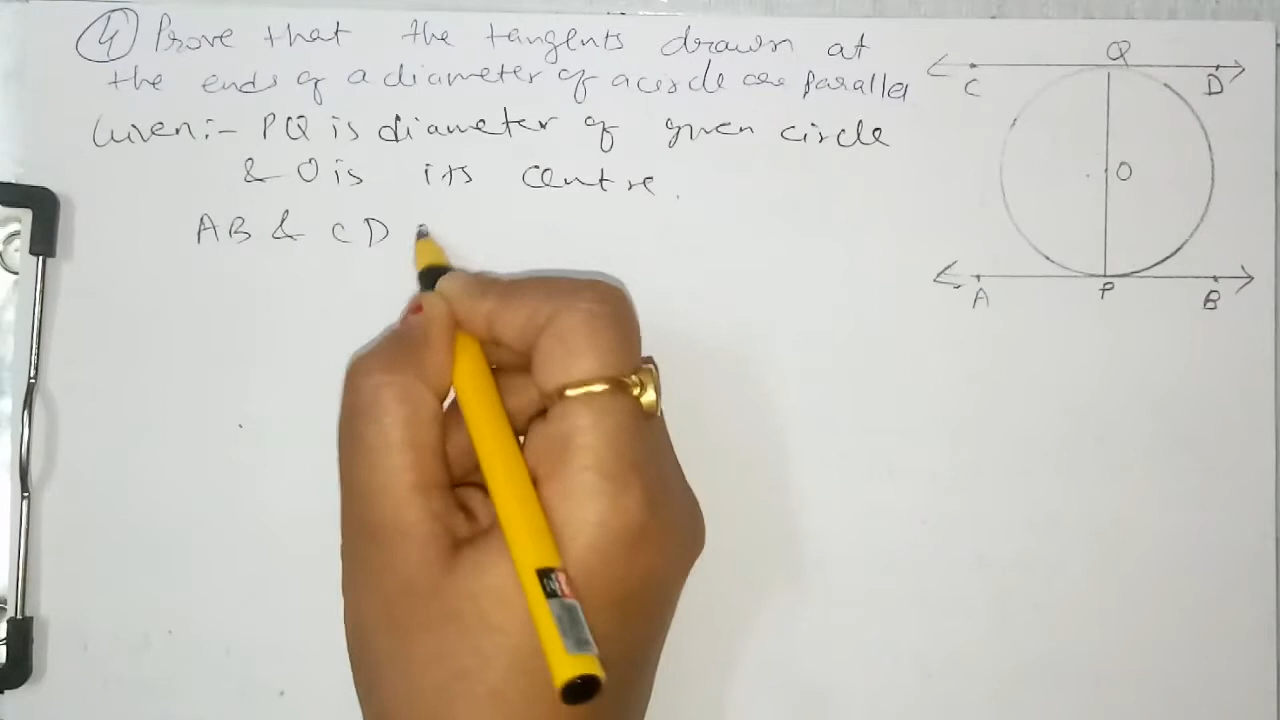 4 Prove that the tangents drawn at
the ends of a diameter of a circle are parallel
Given:- PQ is diameter of given circle
& O is its centre.
AB & CD
Q
C D
O
A P B